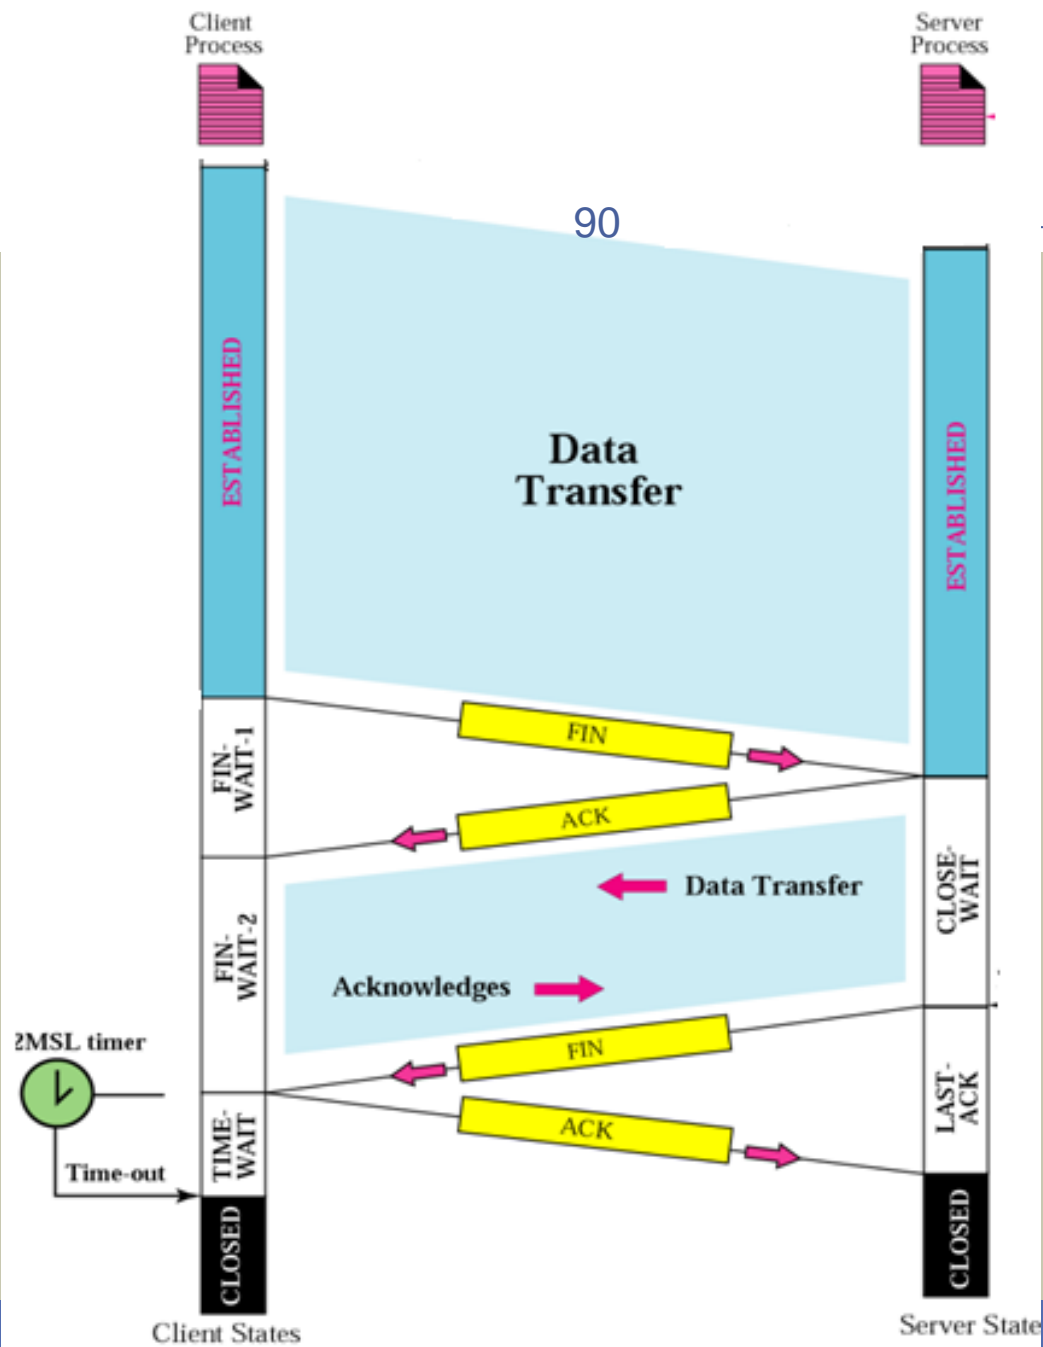 Client
Process
Server
Process
90
ESTABLISHED
Data
Transfer
ESTABLISHED
FIN
FIN-
WAIT-1
ACK
Data Transfer
CLOSE-
WAIT
FIN-
WAIT-2
Acknowledges
FIN
2MSL timer
LAST-
ACK
ACK
TIME-
WAIT
Time-out
CLOSED
CLOSED
Client States
Server State